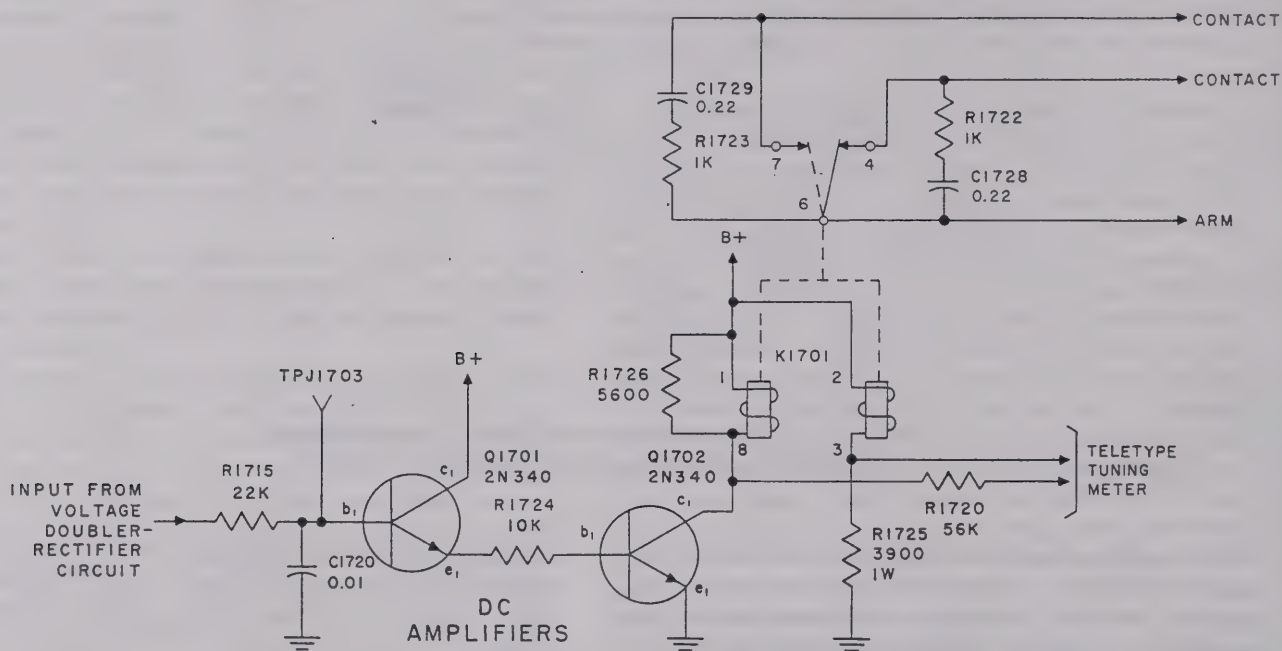 CONTACT
CONTACT
C1729
0.22
R1723
1K
R1722
1K
C1728
0.22
7
4
6
ARM
B+
K1701
R1726
5600
1
2
8
3
B+
TPJ1703
R1715
22K
INPUT FROM
VOLTAGE
DOUBLER-
RECTIFIER
CIRCUIT
C1720
0.01
b1
c1
e1
Q1701
2N340
R1724
10K
DC
AMPLIFIERS
b1
c1
e1
Q1702
2N340
R1725
3900
1W
R1720
56K
TELETYPE
TUNING
METER